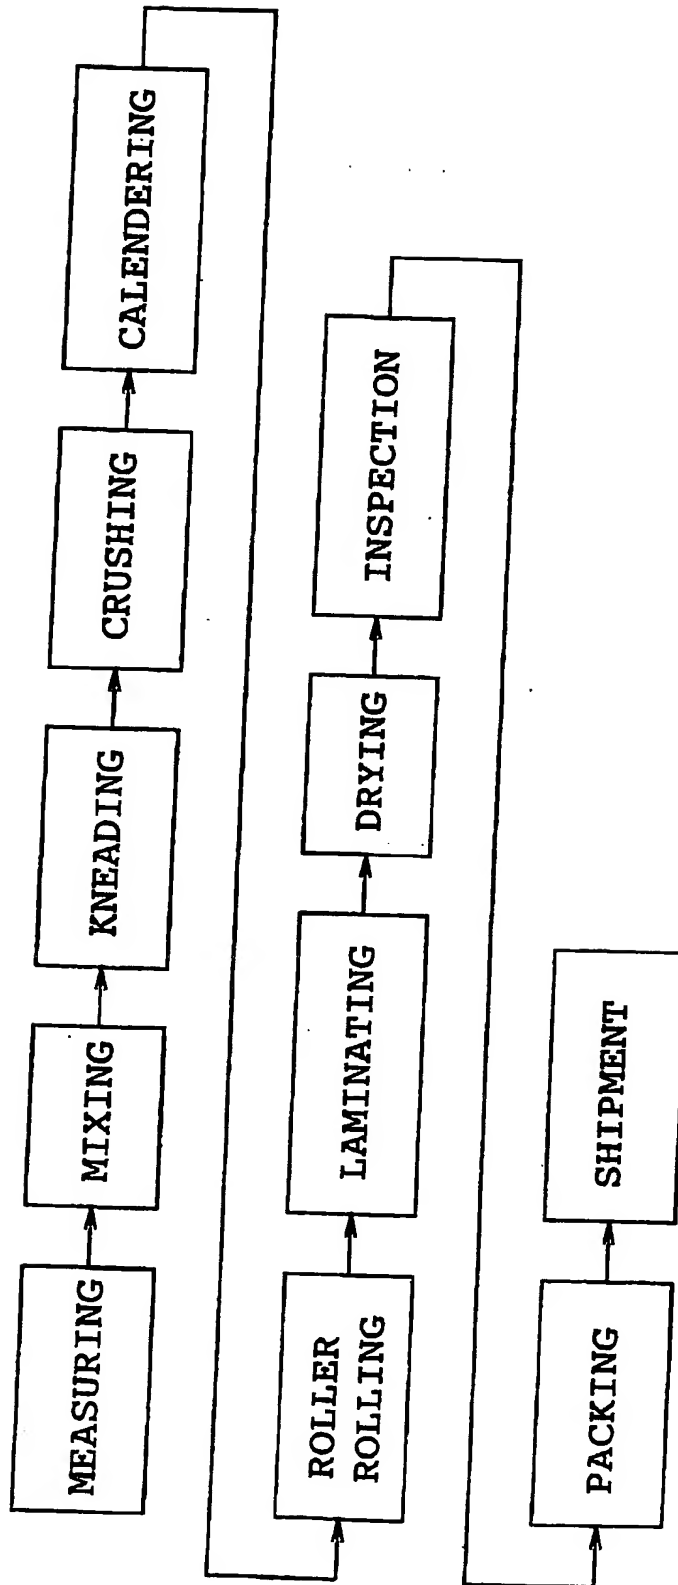 MEASURING
MIXING
KNEADING
CRUSHING
CALENDERING
ROLLER
ROLLING
LAMINATING
DRYING
INSPECTION
PACKING
SHIPMENT